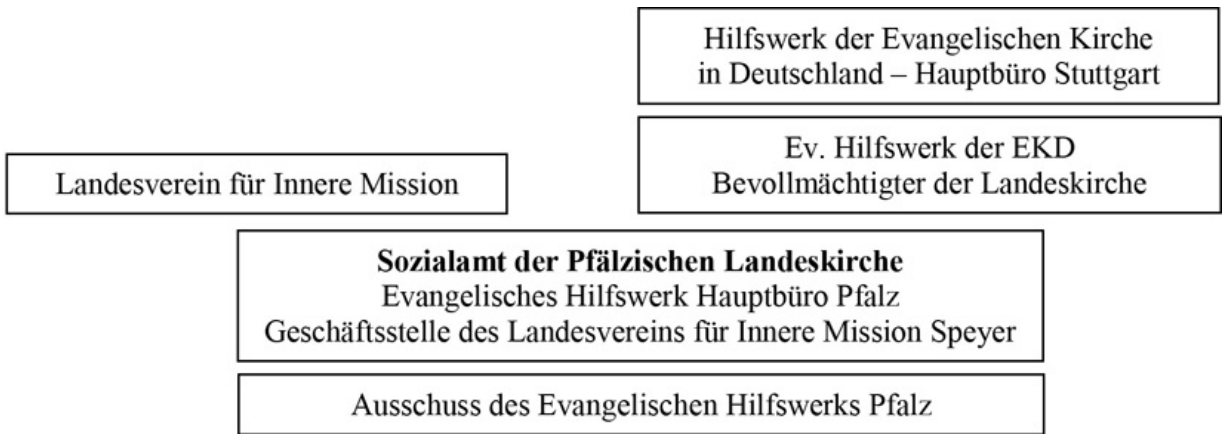 Hilfswerk der Evangelischen Kirche
in Deutschland – Hauptbüro Stuttgart
Ev. Hilfswerk der EKD
Bevollmächtigter der Landeskirche
Landesverein für Innere Mission
Sozialamt der Pfälzischen Landeskirche
Evangelisches Hilfswerk Hauptbüro Pfalz
Geschäftsstelle des Landesvereins für Innere Mission Speyer
Ausschuss des Evangelischen Hilfswerks Pfalz